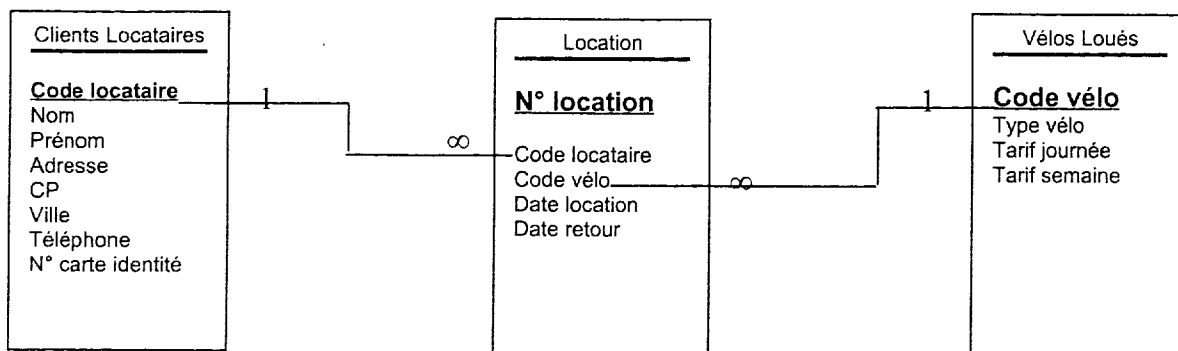 Clients Locataires
Code locataire
Nom
Prénom
Adresse
CP
Ville
Téléphone
N° carte identité
1
∞
Location
N° location
Code locataire
Code vélo
Date location
Date retour
∞
1
Vélos Loués
Code vélo
Type vélo
Tarif journée
Tarif semaine